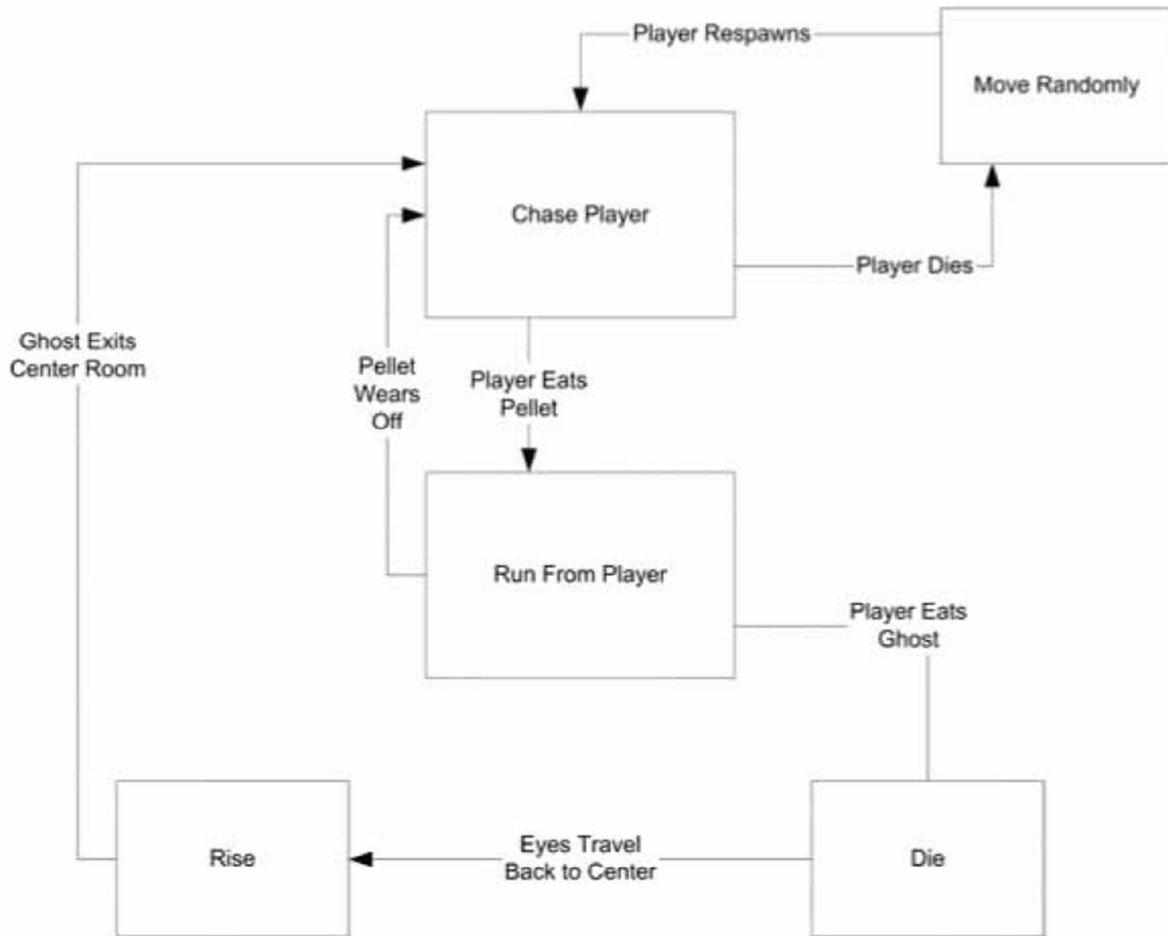 Player Respawns
Move Randomly
Chase Player
Player Dies
Ghost Exits
Center Room
Pellet
Wears
Off
Player Eats
Pellet
Run From Player
Player Eats
Ghost
Rise
Eyes Travel
Back to Center
Die